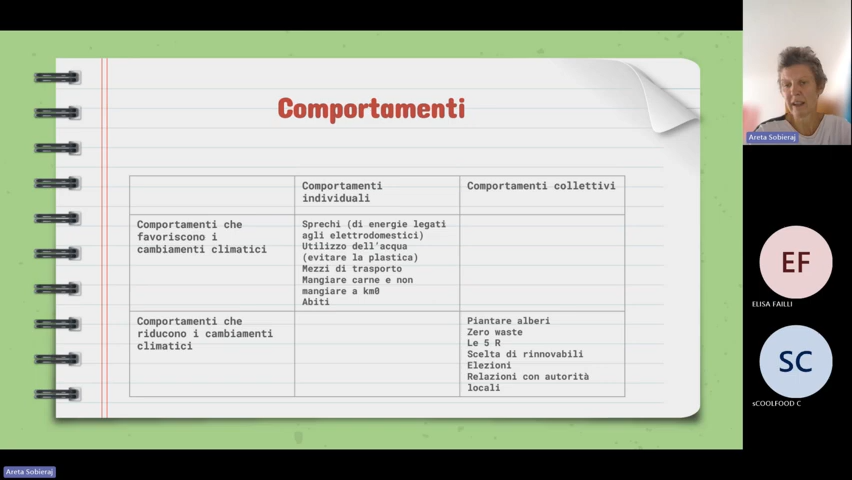 Comportamenti
Comportamenti
individuali
Comportamenti collettivi
Comportamenti che
favoriscono i
cambiamenti climatici
Sprechi (di energie legati
agli elettrodomestici)
Utilizzo dell'acqua
(evitare la plastica)
Mezzi di trasporto
Mangiare carne e non
mangiare a km0
Abiti
Comportamenti che
riducono i cambiamenti
climatici
Piantare alberi
Zero waste
Le 5 R
Scelta di rinnovabili
Elezioni
Relazioni con autorità
locali
Areta Sobieraj
EF
ELISA FAILLI
SC
sCOOLFOOD C
Areta Sobieraj